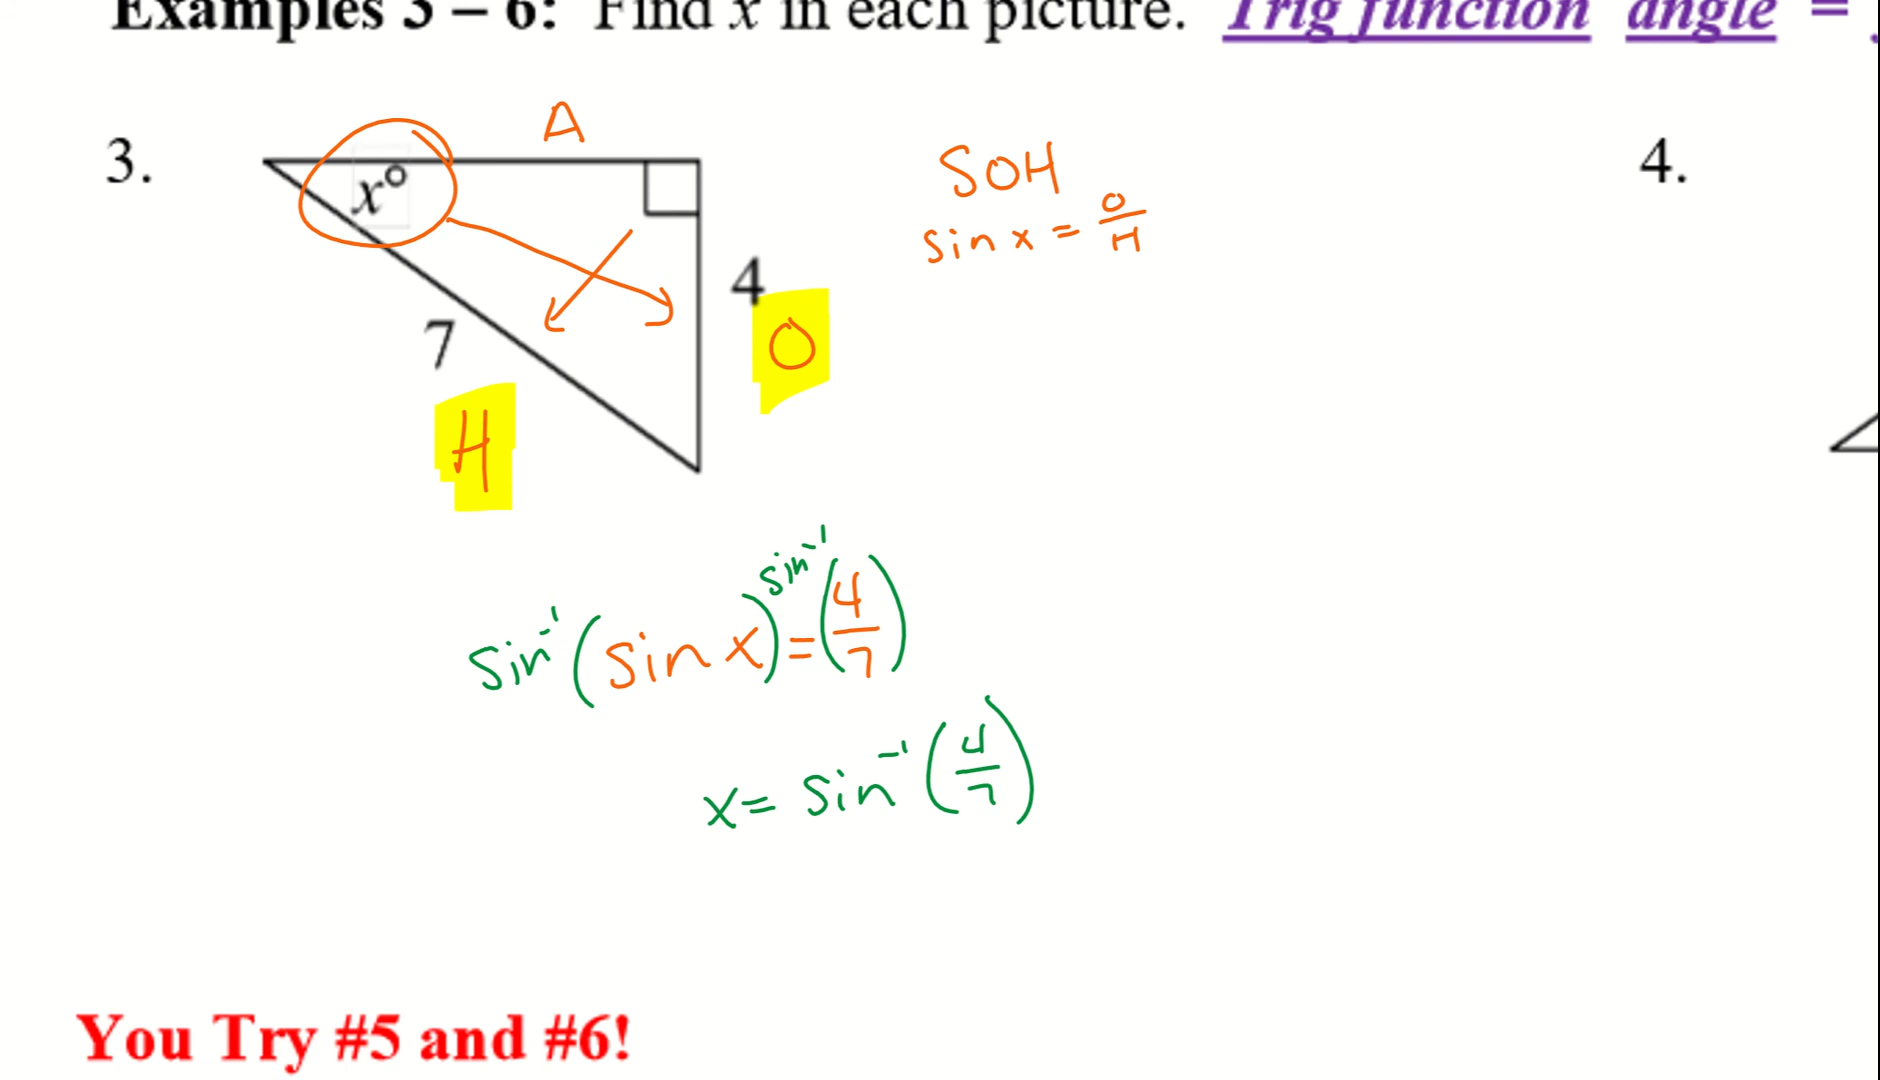 Examples 3 – 6: Find x in each picture. Trig function angle =
A
3.
x°
SOH
4.
sin x = O/H
4
7
O
H
sin⁻¹(sin x) = sin⁻¹(4/7)
x = sin⁻¹(4/7)
You Try #5 and #6!